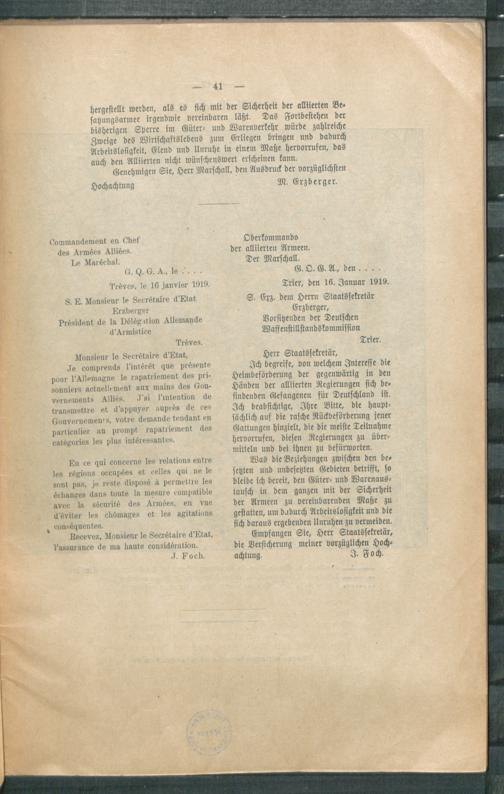 — 41 —
hergestellt werden, als es sich mit der Sicherheit der alliierten Be-
satzungsarmee irgendwie vereinbaren läßt. Das Fortbestehen der
bisherigen Sperre im Güter- und Warenverkehr würde zahlreiche
Zweige des Wirtschaftslebens zum Erliegen bringen und dadurch
Arbeitslosigkeit, Elend und Unruhe in einem Maße hervorrufen, das
auch den Alliierten nicht wünschenswert erscheinen kann.
Genehmigen Sie, Herr Marschall, den Ausdruck der vorzüglichsten
Hochachtung M. Erzberger.
Commandement en Chef
des Armées Alliées.
Le Maréchal.
G. Q. G. A., le . . . .
Trèves, le 16 janvier 1919.
S. E. Monsieur le Secrétaire d'Etat
Erzberger
Président de la Délégation Allemande
d'Armistice
Trèves.
Monsieur le Secrétaire d'Etat,
Je comprends l'intérêt que présente
pour l'Allemagne le rapatriement des pri-
sonniers actuellement aux mains des Gou-
vernements Alliés. J'ai l'intention de
transmettre et d'appuyer auprès de ces
Gouvernements, votre demande tendant en
particulier au prompt rapatriement des
catégories les plus intéressantes.
En ce qui concerne les relations entre
les régions occupées et celles qui ne le
sont pas, je reste disposé à permettre les
échances dans toute la mesure compatible
avec la sécurité des Armées, en vue
d'éviter les chômages et les agitations
conséquentes.
Recevez, Monsieur le Secrétaire d'Etat,
l'assurance de ma haute considération.
J. Foch.
Oberkommando
der alliierten Armeen.
Der Marschall.
G. Q. G. A., den . . . .
Trier, den 16. Januar 1919.
S. Erz. dem Herrn Staatssekretär
Erzberger,
Vorsitzenden der Deutschen
Waffenstillstandskommission
Trier.
Herr Staatssekretär,
Ich begreife, von welchem Interesse die
Heimbeförderung der gegenwärtig in den
Händen der alliierten Regierungen sich be-
findenden Gefangenen für Deutschland ist.
Ich beabsichtige, Ihre Bitte, die haupt-
sächlich auf die rasche Rückbeförderung jener
Gattungen hinzielt, die die meiste Teilnahme
hervorrufen, diesen Regierungen zu über-
mitteln und bei ihnen zu befürworten.
Was die Beziehungen zwischen den be-
setzten und unbesetzten Gebieten betrifft, so
bleibe ich bereit, den Güter- und Warenaus-
tausch in dem ganzen mit der Sicherheit
der Armeen zu vereinbarenden Maße zu
gestatten, um dadurch Arbeitslosigkeit und die
sich daraus ergebenden Unruhen zu vermeiden.
Empfangen Sie, Herr Staatssekretär,
die Versicherung meiner vorzüglichen Hoch-
achtung. J. Foch.